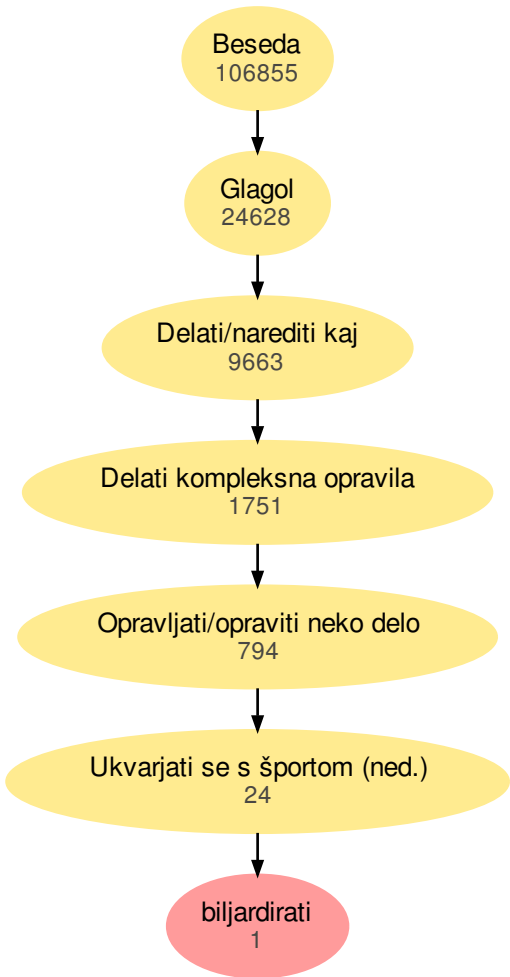 Beseda
106855
Glagol
24628
Delati/narediti kaj
9663
Delati kompleksna opravila
1751
Opravljati/opraviti neko delo
794
Ukvarjati se s športom (ned.)
24
biljardirati
1